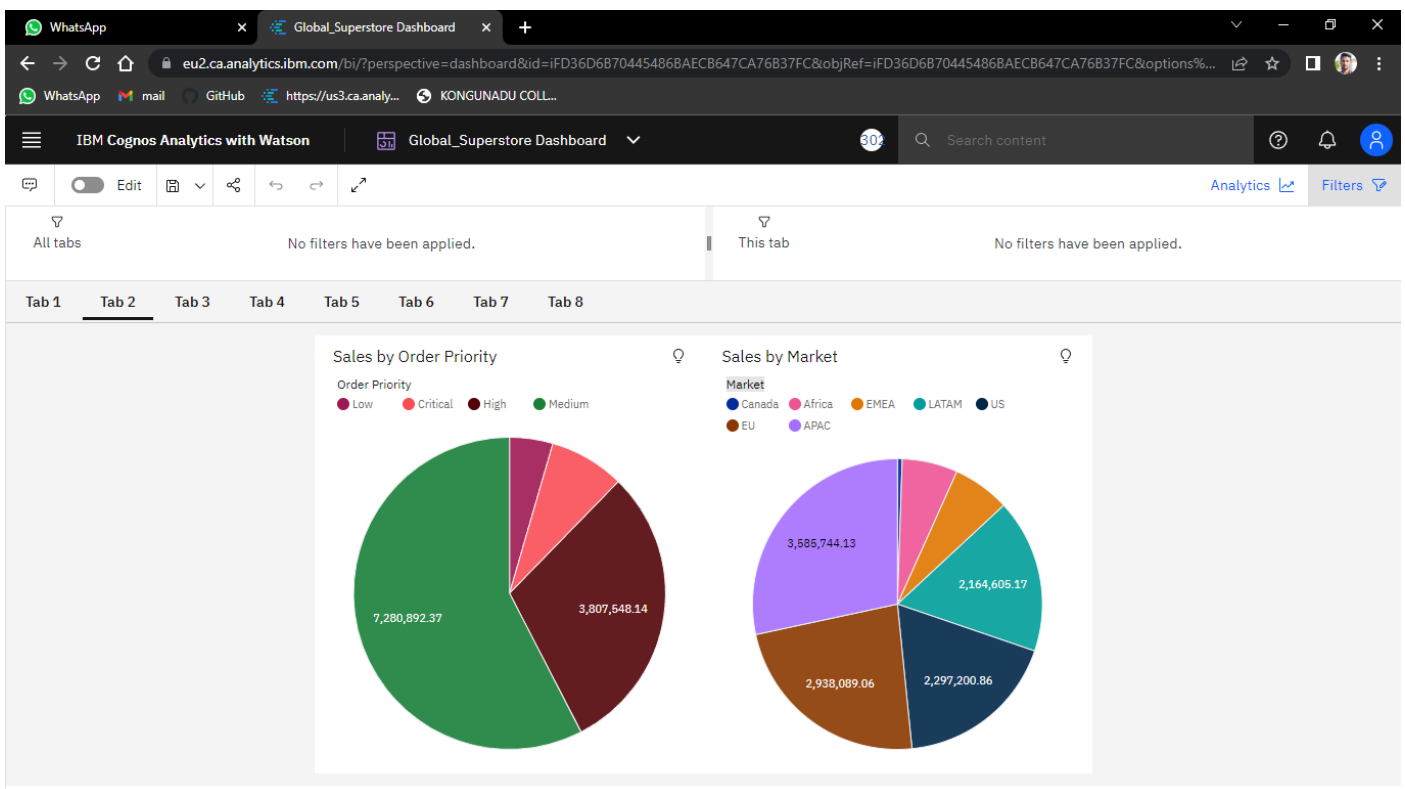 WhatsApp
Global_Superstore Dashboard
eu2.ca.analytics.ibm.com/bi/?perspective=dashboard&id=iFD36D6B70445486BAECB647CA76B37FC&objRef=iFD36D6B70445486BAECB647CA76B37FC&options%...
WhatsApp mail GitHub https://us3.ca.analy... KONGUNADU COLL...
IBM Cognos Analytics with Watson Global_Superstore Dashboard 302 Search content
Edit Analytics Filters
All tabs No filters have been applied. This tab No filters have been applied.
Tab 1 Tab 2 Tab 3 Tab 4 Tab 5 Tab 6 Tab 7 Tab 8
Sales by Order Priority
Order Priority
Low Critical High Medium
7,280,892.37
3,807,548.14
Sales by Market
Market
Canada Africa EMEA LATAM US
EU APAC
3,585,744.13
2,164,605.17
2,938,089.06
2,297,200.86